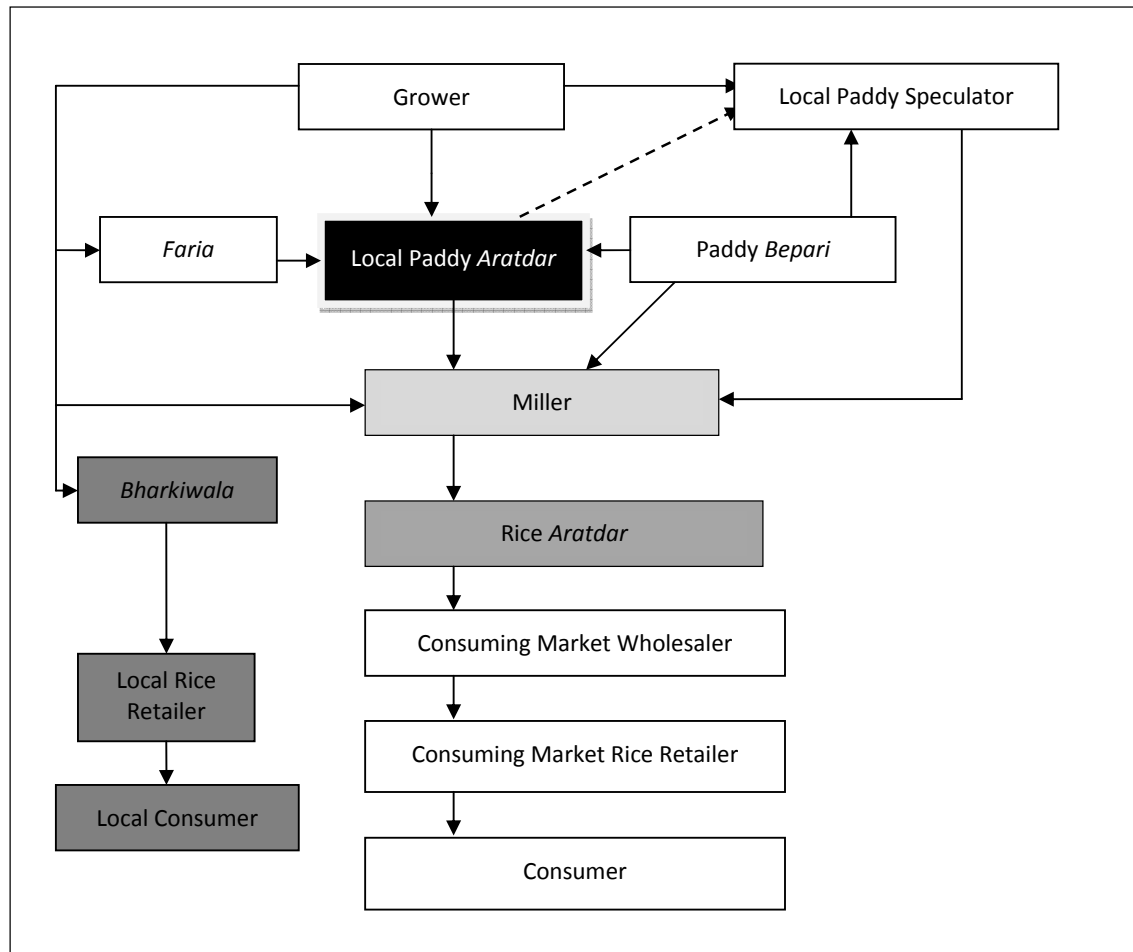 Grower
Local Paddy Speculator
Faria
Local Paddy Aratdar
Paddy Bepari
Miller
Bharkiwala
Rice Aratdar
Consuming Market Wholesaler
Local Rice
Retailer
Consuming Market Rice Retailer
Local Consumer
Consumer